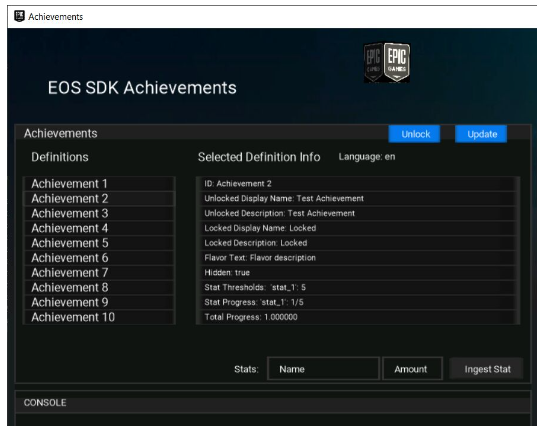 Achievements
EPIC GAMES EPIC GAMES
EOS SDK Achievements
Achievements Unlock Update
Definitions Selected Definition Info Language: en
Achievement 1 ID: Achievement 2
Achievement 2 Unlocked Display Name: Test Achievement
Achievement 3 Unlocked Description: Test Achievement
Achievement 4 Locked Display Name: Locked
Achievement 5 Locked Description: Locked
Achievement 6 Flavor Text: Flavor description
Achievement 7 Hidden: true
Achievement 8 Stat Thresholds: 'stat_1': 5
Achievement 9 Stat Progress: 'stat_1': 1/5
Achievement 10 Total Progress: 1.000000
Stats: Name Amount Ingest Stat
CONSOLE